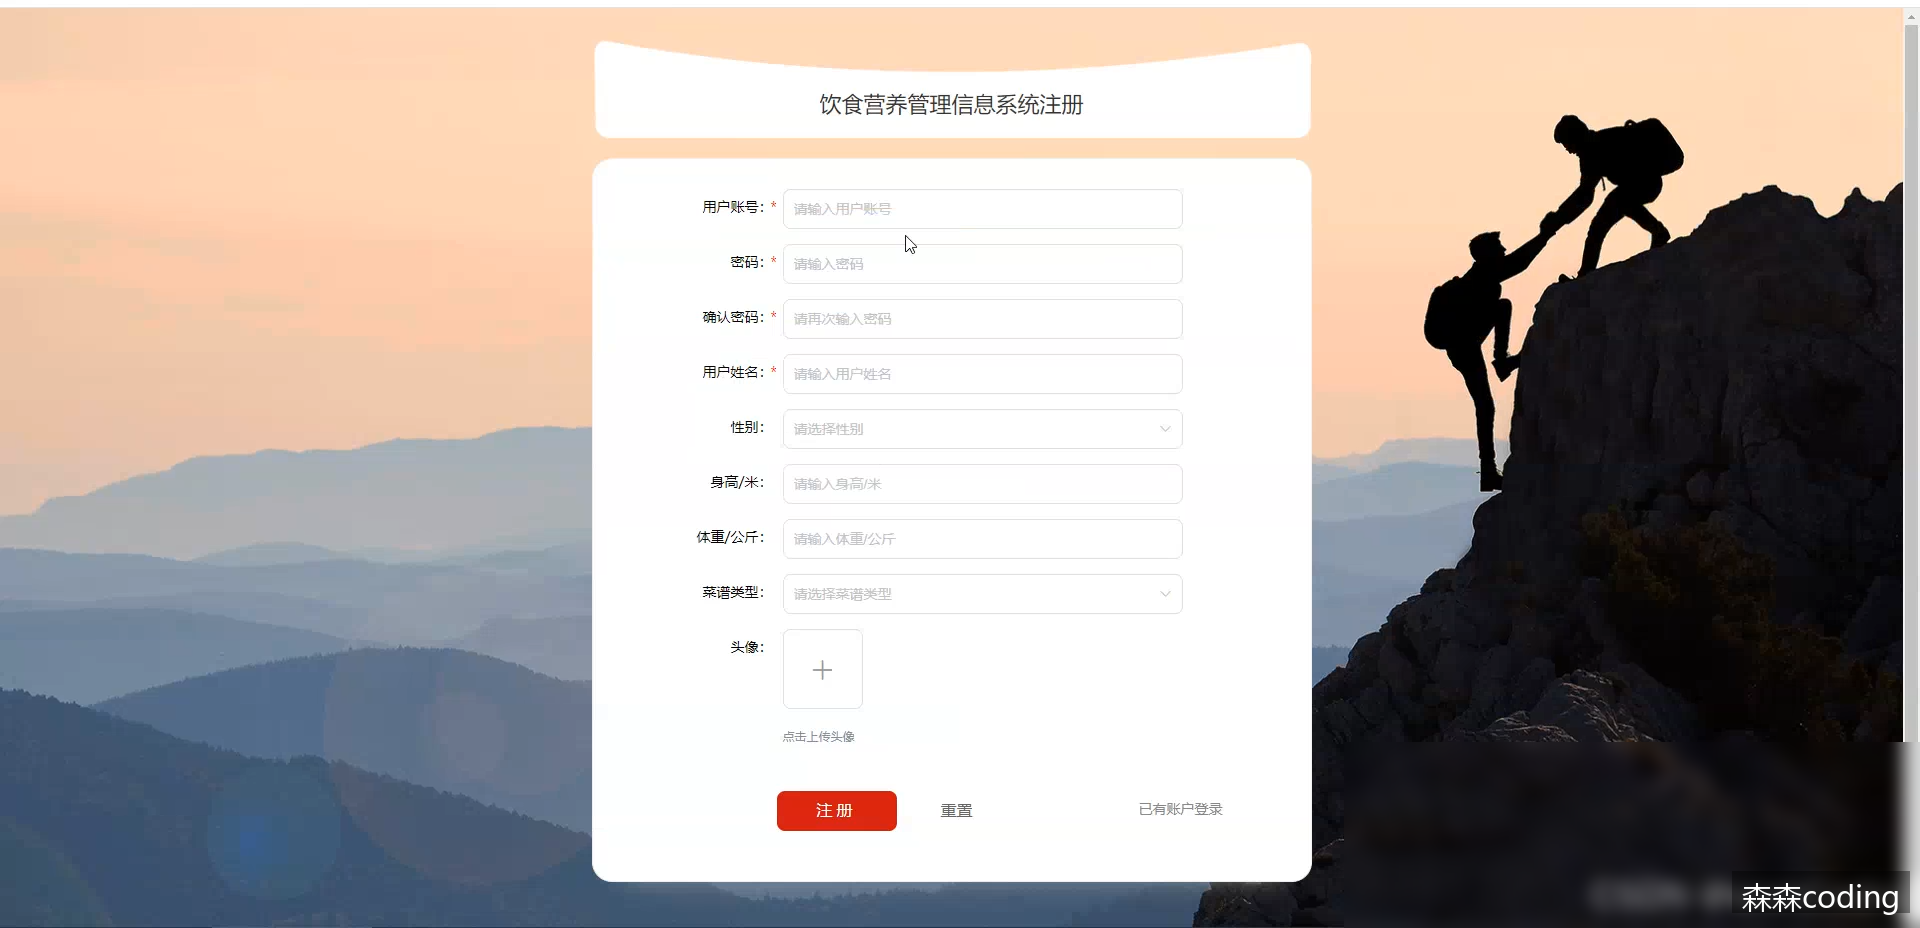 饮食营养管理信息系统注册
用户账号：* 请输入用户账号
密码：* 请输入密码
确认密码：* 请再次输入密码
用户姓名：* 请输入用户姓名
性别： 请选择性别
身高/米： 请输入身高/米
体重/公斤： 请输入体重/公斤
菜谱类型： 请选择菜谱类型
头像：
点击上传头像
注 册 重置 已有账户登录
森森coding